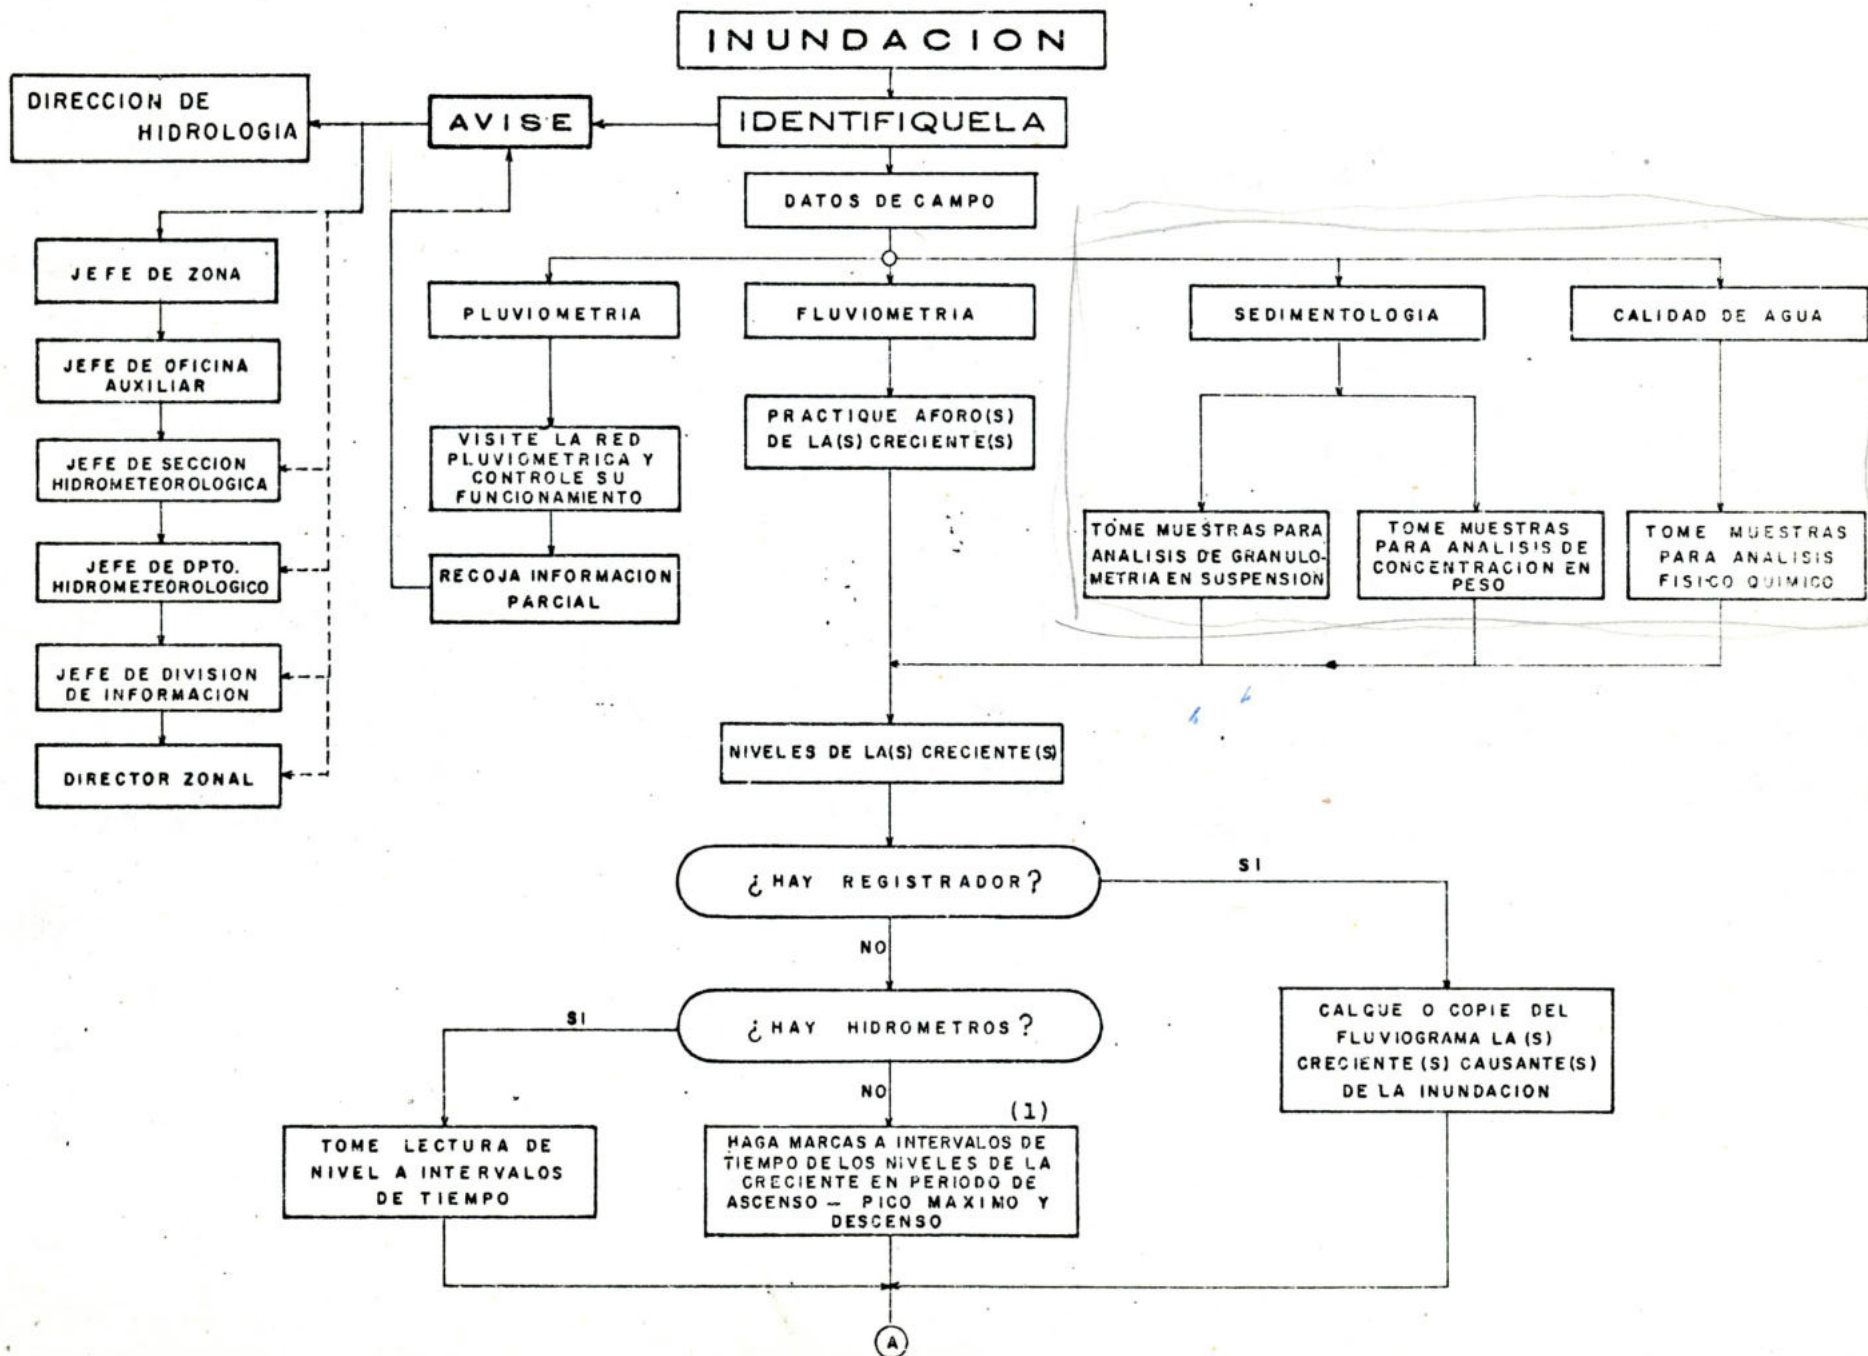 INUNDACION
DIRECCION DE
HIDROLOGIA
AVISE
IDENTIFIQUELA
DATOS DE CAMPO
JEFE DE ZONA
JEFE DE OFICINA
AUXILIAR
JEFE DE SECCION
HIDROMETEOROLOGICA
JEFE DE DPTO.
HIDROMETEOROLOGICO
JEFE DE DIVISION
DE INFORMACION
DIRECTOR ZONAL
PLUVIOMETRIA
VISITE LA RED
PLUVIOMETRICA Y
CONTROLE SU
FUNCIONAMIENTO
RECOJA INFORMACION
PARCIAL
FLUVIOMETRIA
PRACTIQUE AFORO(S)
DE LA(S) CRECIENTE(S)
SEDIMENTOLOGIA
TOME MUESTRAS PARA
ANALISIS DE GRANULO-
METRIA EN SUSPENSION
TOME MUESTRAS
PARA ANALISIS DE
CONCENTRACION EN
PESO
CALIDAD DE AGUA
TOME MUESTRAS
PARA ANALISIS
FISICO QUIMICO
NIVELES DE LA(S) CRECIENTE(S)
¿HAY REGISTRADOR?
SI
NO
¿HAY HIDROMETROS?
SI
NO
CALQUE O COPIE DEL
FLUVIOGRAMA LA(S)
CRECIENTE(S) CAUSANTE(S)
DE LA INUNDACION
TOME LECTURA DE
NIVEL A INTERVALOS
DE TIEMPO
(1)
HAGA MARCAS A INTERVALOS DE
TIEMPO DE LOS NIVELES DE LA
CRECIENTE EN PERIODO DE
ASCENSO – PICO MAXIMO Y
DESCENSO
A